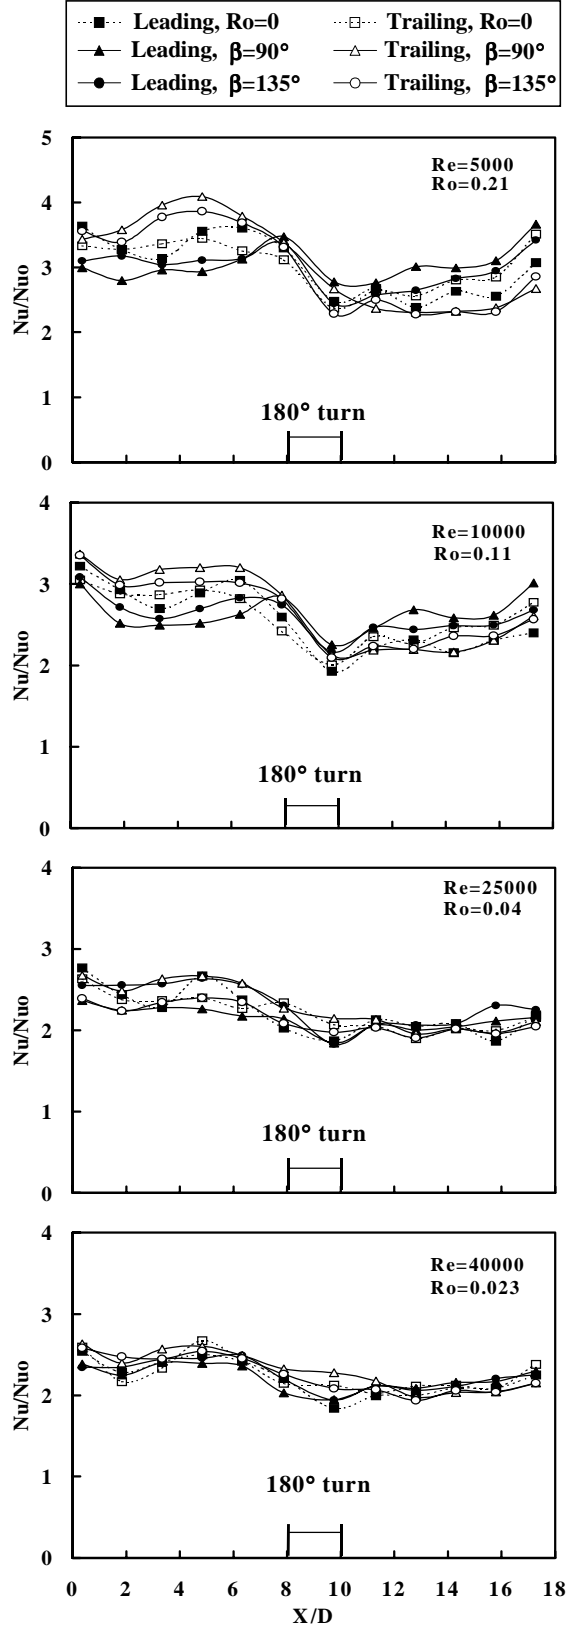 Leading, Ro=0 Trailing, Ro=0
Leading, β=90° Trailing, β=90°
Leading, β=135° Trailing, β=135°
5
4
3
2
1
0
Nu/Nuo
Re=5000
Ro=0.21
180° turn
4
3
2
1
0
Nu/Nuo
Re=10000
Ro=0.11
180° turn
4
3
2
1
0
Nu/Nuo
Re=25000
Ro=0.04
180° turn
4
3
2
1
0
Nu/Nuo
Re=40000
Ro=0.023
180° turn
0 2 4 6 8 10 12 14 16 18
X/D